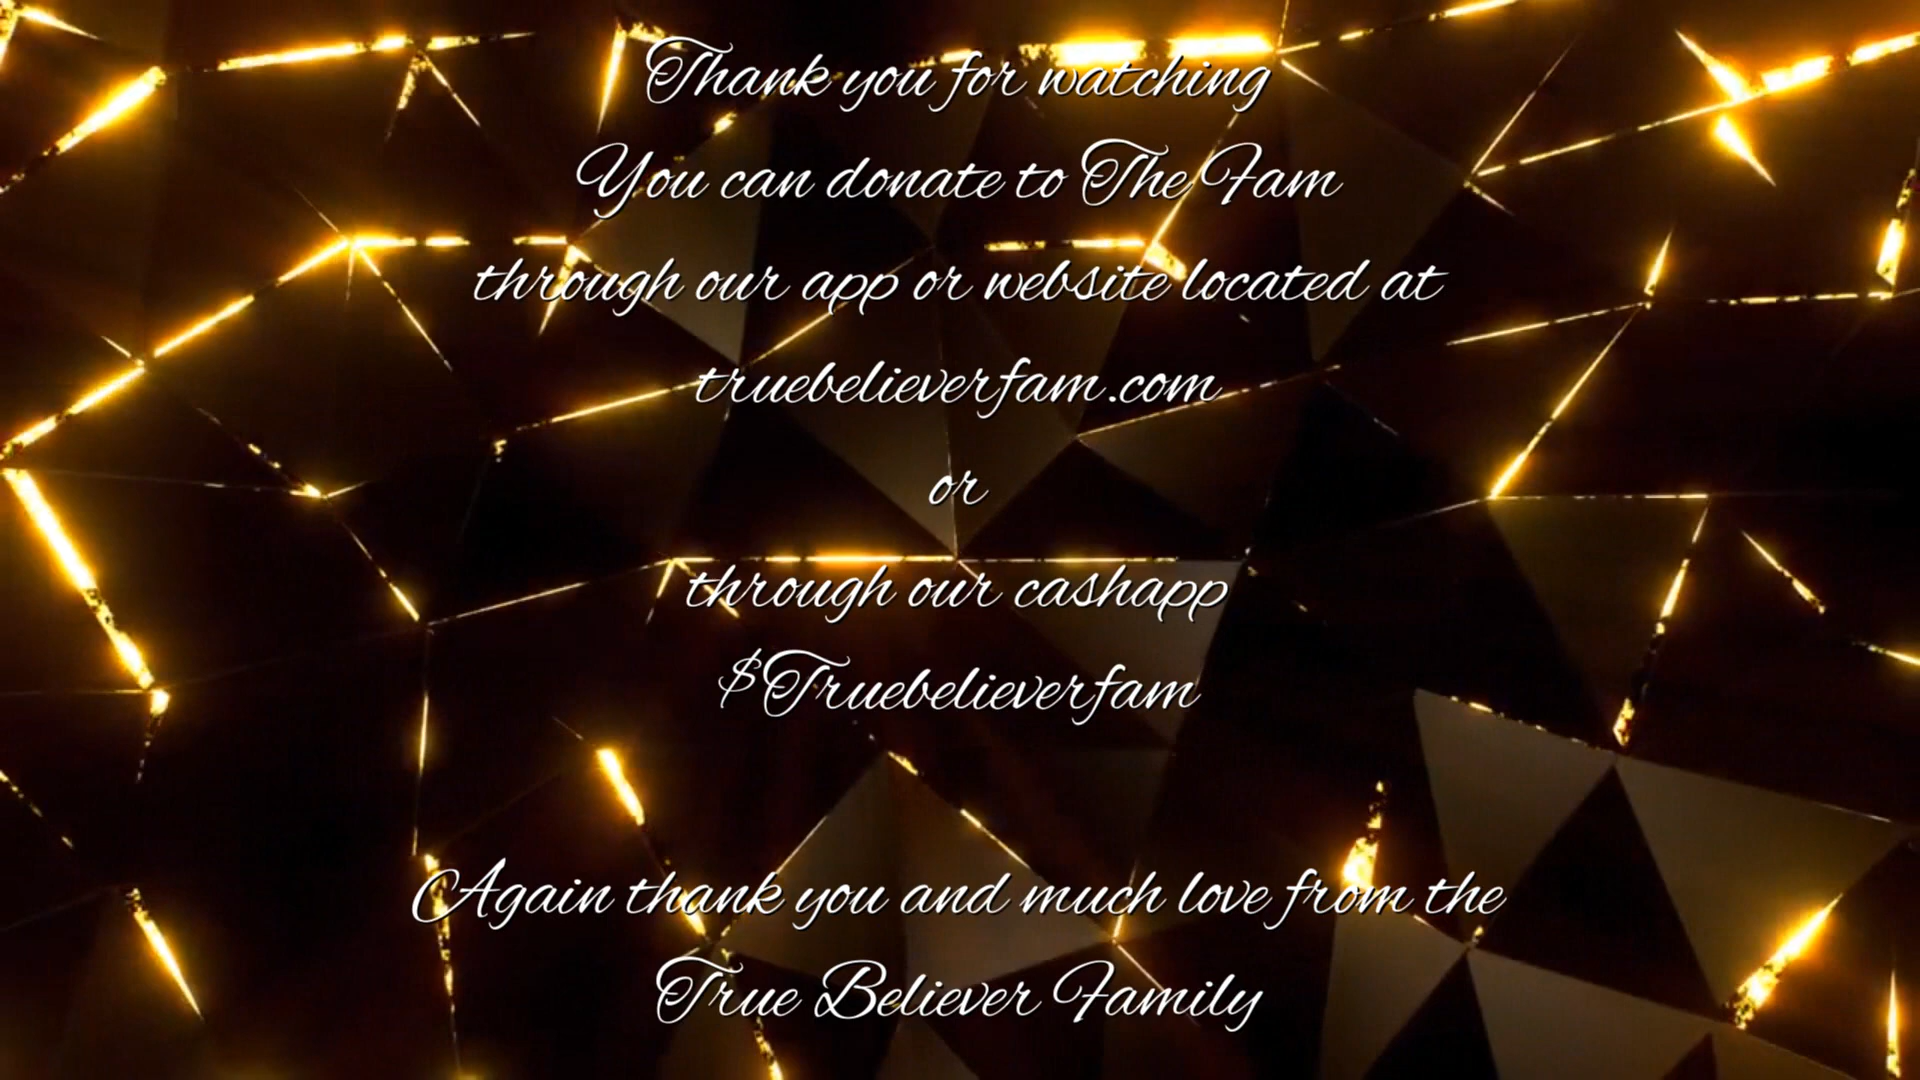 Thank you for watching
You can donate to The Fam
through our app or website located at
truebelieverfam.com
or
through our cashapp
$Truebelieverfam
Again thank you and much love from the
True Believer Family